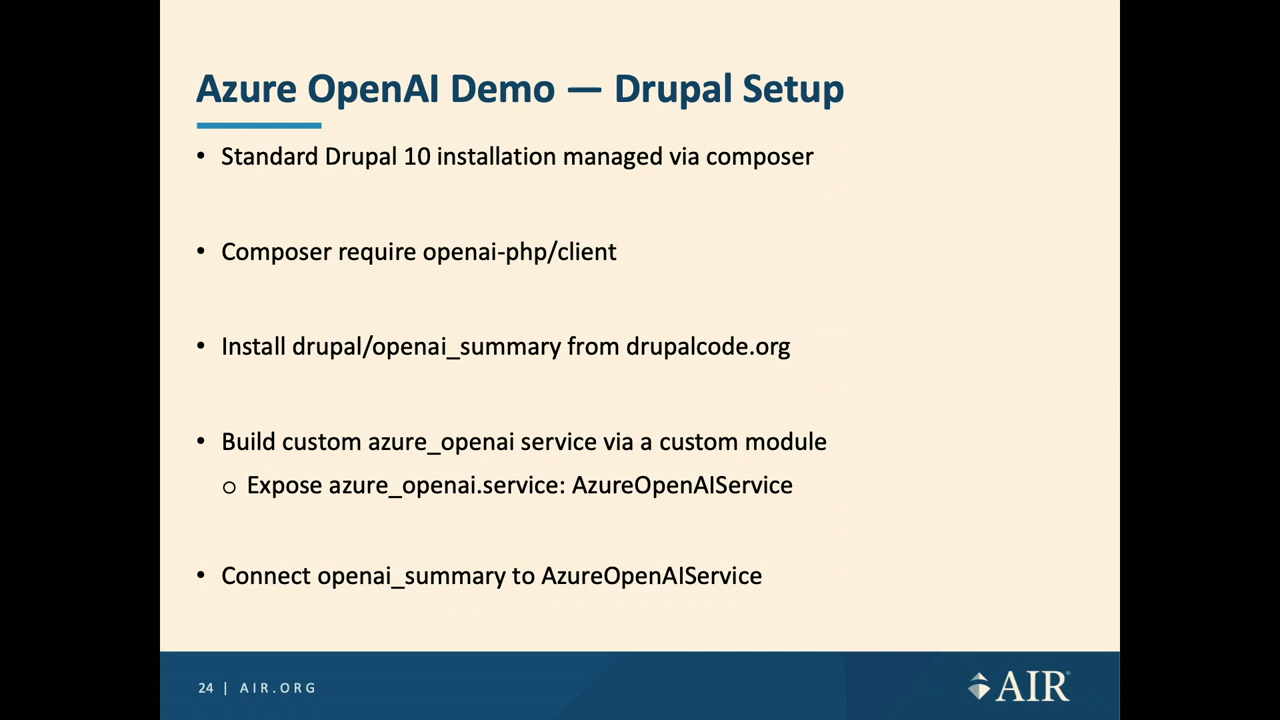 Azure OpenAI Demo — Drupal Setup
• Standard Drupal 10 installation managed via composer
• Composer require openai-php/client
• Install drupal/openai_summary from drupalcode.org
• Build custom azure_openai service via a custom module
o Expose azure_openai.service: AzureOpenAIService
• Connect openai_summary to AzureOpenAIService
24 | AIR.ORG
AIR®